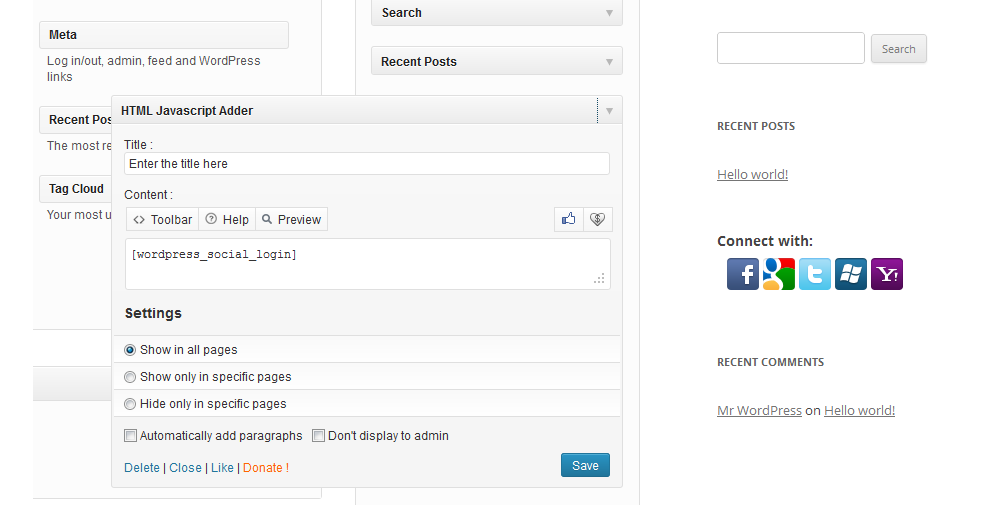 Meta
Log in/out, admin, feed and WordPress
links
Recent Pos
The most re
Tag Cloud
Your most u
Search
Recent Posts
HTML Javascript Adder
Title :
Enter the title here
Content :
<> Toolbar
? Help
Preview
$
[wordpress_social_login]
Settings
Show in all pages
Show only in specific pages
Hide only in specific pages
Automatically add paragraphs Don't display to admin
Delete | Close | Like | Donate !
Save
Search
RECENT POSTS
Hello world!
Connect with:
f g t Y!
RECENT COMMENTS
Mr WordPress on Hello world!